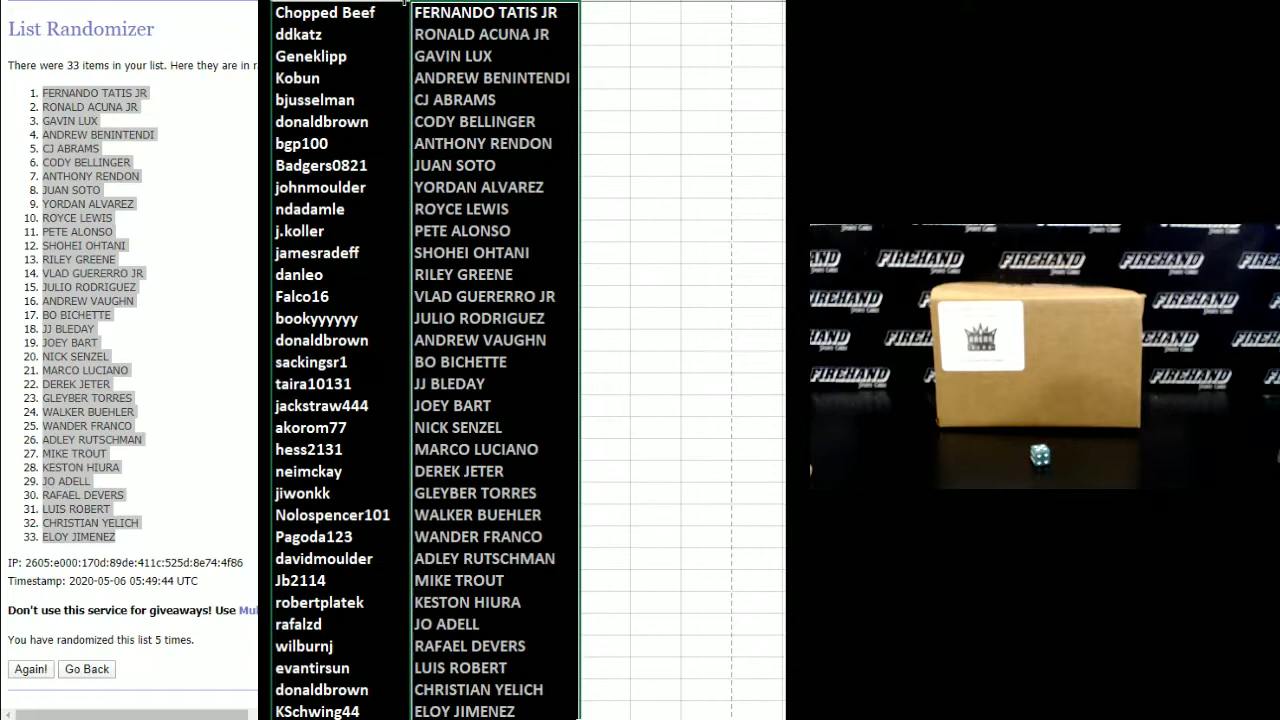 List Randomizer
There were 33 items in your list. Here they are in r
1. FERNANDO TATIS JR
2. RONALD ACUNA JR
3. GAVIN LUX
4. ANDREW BENINTENDI
5. CJ ABRAMS
6. CODY BELLINGER
7. ANTHONY RENDON
8. JUAN SOTO
9. YORDAN ALVAREZ
10. ROYCE LEWIS
11. PETE ALONSO
12. SHOHEI OHTANI
13. RILEY GREENE
14. VLAD GUERERRO JR
15. JULIO RODRIGUEZ
16. ANDREW VAUGHN
17. BO BICHETTE
18. JJ BLEDAY
19. JOEY BART
20. NICK SENZEL
21. MARCO LUCIANO
22. DEREK JETER
23. GLEYBER TORRES
24. WALKER BUEHLER
25. WANDER FRANCO
26. ADLEY RUTSCHMAN
27. MIKE TROUT
28. KESTON HIURA
29. JO ADELL
30. RAFAEL DEVERS
31. LUIS ROBERT
32. CHRISTIAN YELICH
33. ELOY JIMENEZ
IP: 2605:e000:170d:89de:411c:525d:8e74:4f86
Timestamp: 2020-05-06 05:49:44 UTC
Don't use this service for giveaways! Use Mul
You have randomized this list 5 times.
Again! Go Back
Chopped Beef FERNANDO TATIS JR
ddkatz RONALD ACUNA JR
Geneklipp GAVIN LUX
Kobun ANDREW BENINTENDI
bjusselman CJ ABRAMS
donaldbrown CODY BELLINGER
bgp100 ANTHONY RENDON
Badgers0821 JUAN SOTO
johnmoulder YORDAN ALVAREZ
ndadamle ROYCE LEWIS
j.koller PETE ALONSO
jamesradeff SHOHEI OHTANI
danleo RILEY GREENE
Falco16 VLAD GUERERRO JR
bookyyyyyy JULIO RODRIGUEZ
donaldbrown ANDREW VAUGHN
sackingsr1 BO BICHETTE
taira10131 JJ BLEDAY
jackstraw444 JOEY BART
akorom77 NICK SENZEL
hess2131 MARCO LUCIANO
neimckay DEREK JETER
jiwonkk GLEYBER TORRES
Nolospencer101 WALKER BUEHLER
Pagoda123 WANDER FRANCO
davidmoulder ADLEY RUTSCHMAN
Jb2114 MIKE TROUT
robertplatek KESTON HIURA
rafalzd JO ADELL
wilburnj RAFAEL DEVERS
evantirsun LUIS ROBERT
donaldbrown CHRISTIAN YELICH
KSchwing44 ELOY JIMENEZ
FIREHAND FIREHAND FIREHAND
FIREHAND FIREHAND
FIREHAND FIREHAND